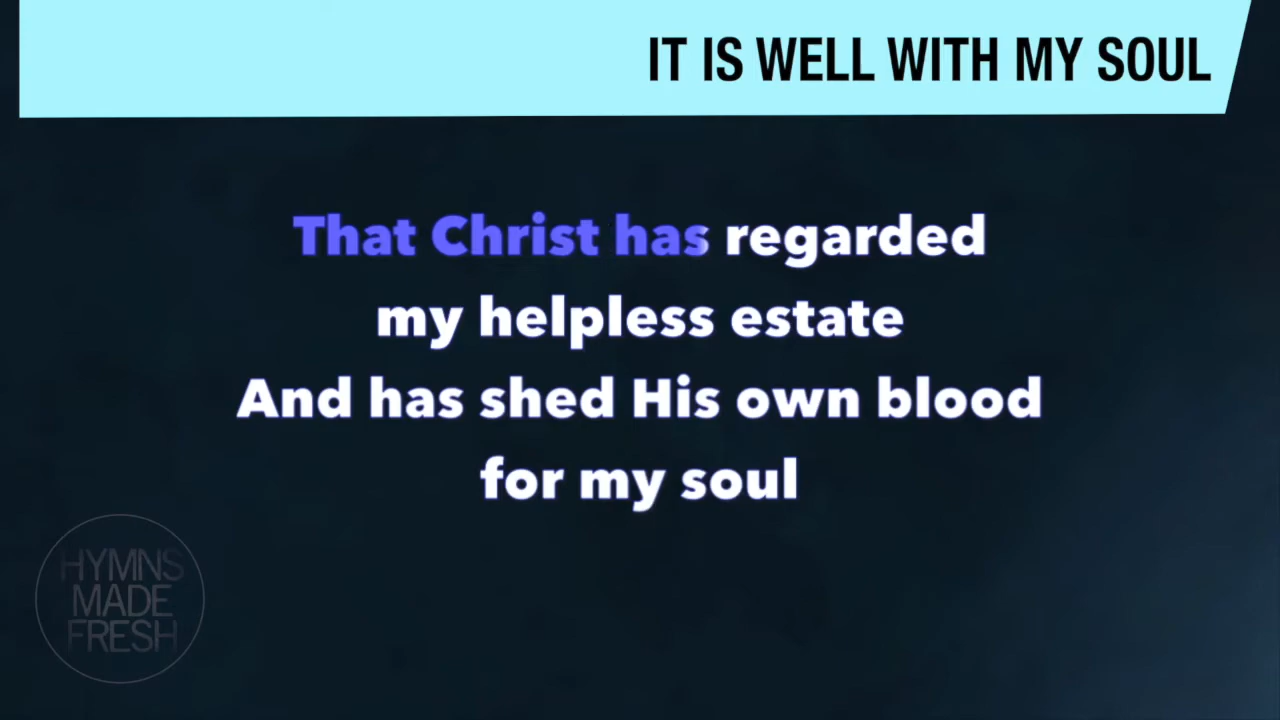 IT IS WELL WITH MY SOUL
That Christ has regarded
my helpless estate
And has shed His own blood
for my soul
HYMNS
MADE
FRESH